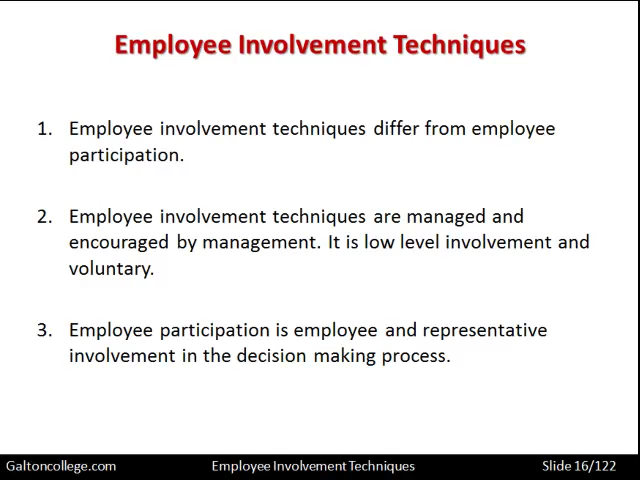 Employee Involvement Techniques
1. Employee involvement techniques differ from employee
participation.
2. Employee involvement techniques are managed and
encouraged by management. It is low level involvement and
voluntary.
3. Employee participation is employee and representative
involvement in the decision making process.
Galtoncollege.com Employee Involvement Techniques Slide 16/122